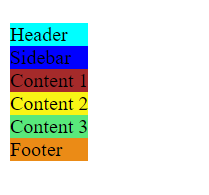 Header
Sidebar
Content 1
Content 2
Content 3
Footer